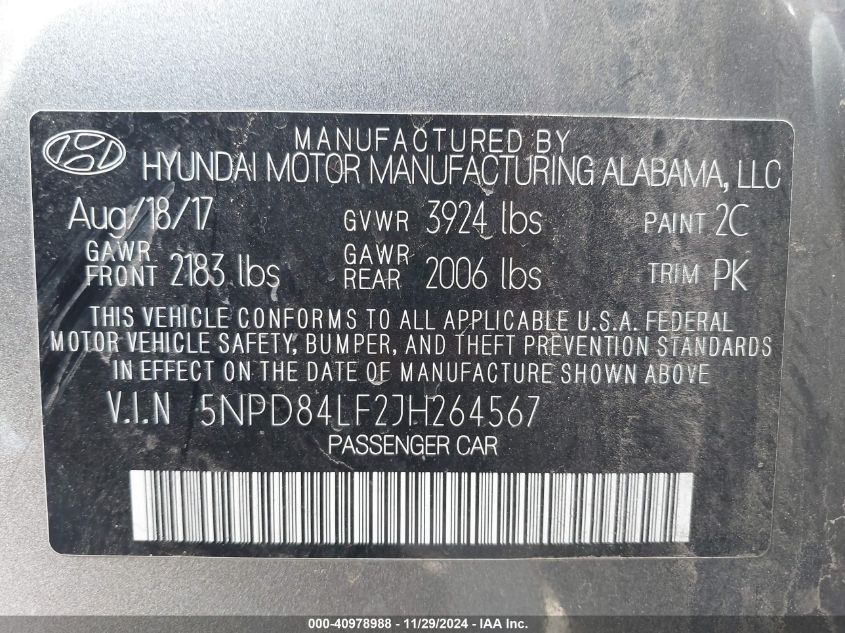 MANUFACTURED BY
HYUNDAI MOTOR MANUFACTURING ALABAMA, LLC
Aug/18/17 GVWR 3924 lbs PAINT 2C
GAWR FRONT 2183 lbs GAWR REAR 2006 lbs TRIM PK
THIS VEHICLE CONFORMS TO ALL APPLICABLE U.S.A. FEDERAL
MOTOR VEHICLE SAFETY, BUMPER, AND THEFT PREVENTION STANDARDS
IN EFFECT ON THE DATE OF MANUFACTURE SHOWN ABOVE
V.I.N 5NPD84LF2JH264567
PASSENGER CAR
000-40978988 - 11/29/2024 - IAA Inc.